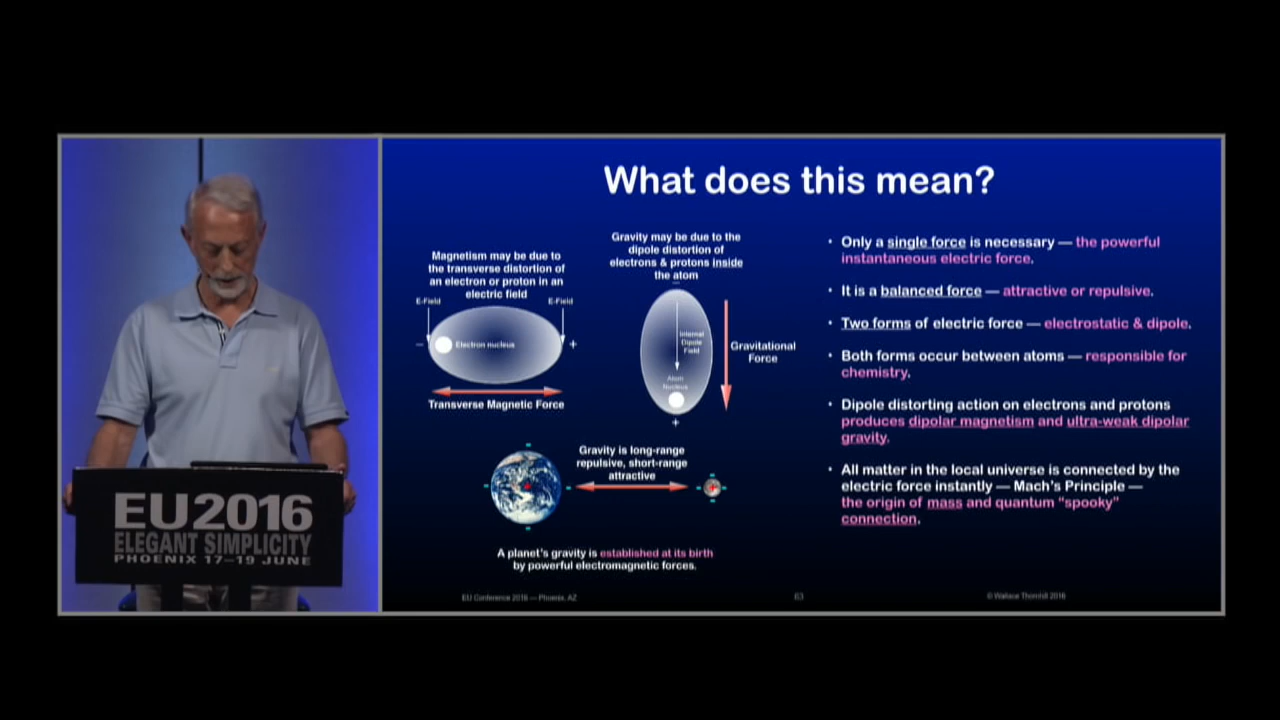 What does this mean?
Magnetism may be due to
the transverse distortion of
an electron or proton in an
electric field
E-Field
E-Field
−
Electron nucleus
+
Transverse Magnetic Force
Gravity may be due to the
dipole distortion of
electrons & protons inside
the atom
−
Internal
Dipole
Field
Atom
Nucleus
+
Gravitational
Force
Gravity is long-range
repulsive, short-range
attractive
A planet's gravity is established at its birth
by powerful electromagnetic forces.
• Only a single force is necessary — the powerful
instantaneous electric force.
• It is a balanced force — attractive or repulsive.
• Two forms of electric force — electrostatic & dipole.
• Both forms occur between atoms — responsible for
chemistry.
• Dipole distorting action on electrons and protons
produces dipolar magnetism and ultra-weak dipolar
gravity.
• All matter in the local universe is connected by the
electric force instantly — Mach's Principle —
the origin of mass and quantum "spooky"
connection.
EU Conference 2016 — Phoenix, AZ
63
© Wallace Thornhill 2016
EU2016
ELEGANT SIMPLICITY
PHOENIX 17–19 JUNE